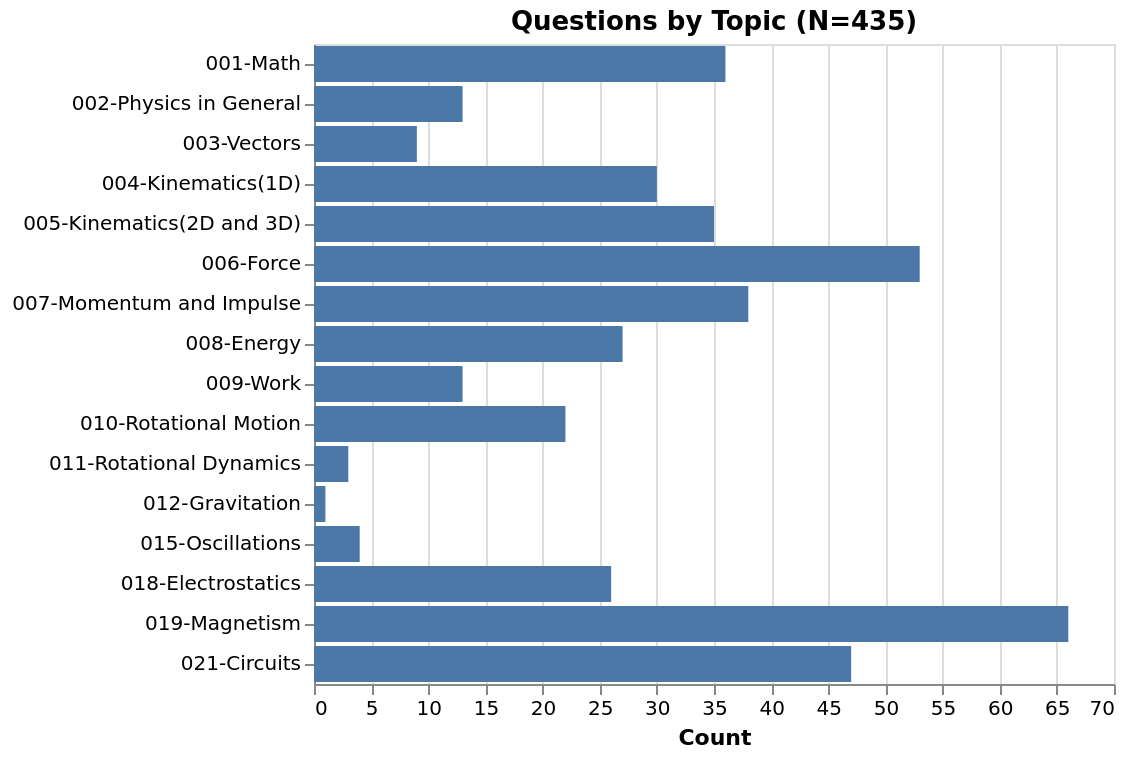 Questions by Topic (N=435)
001-Math
002-Physics in General
003-Vectors
004-Kinematics(1D)
005-Kinematics(2D and 3D)
006-Force
007-Momentum and Impulse
008-Energy
009-Work
010-Rotational Motion
011-Rotational Dynamics
012-Gravitation
015-Oscillations
018-Electrostatics
019-Magnetism
021-Circuits
0 5 10 15 20 25 30 35 40 45 50 55 60 65 70
Count